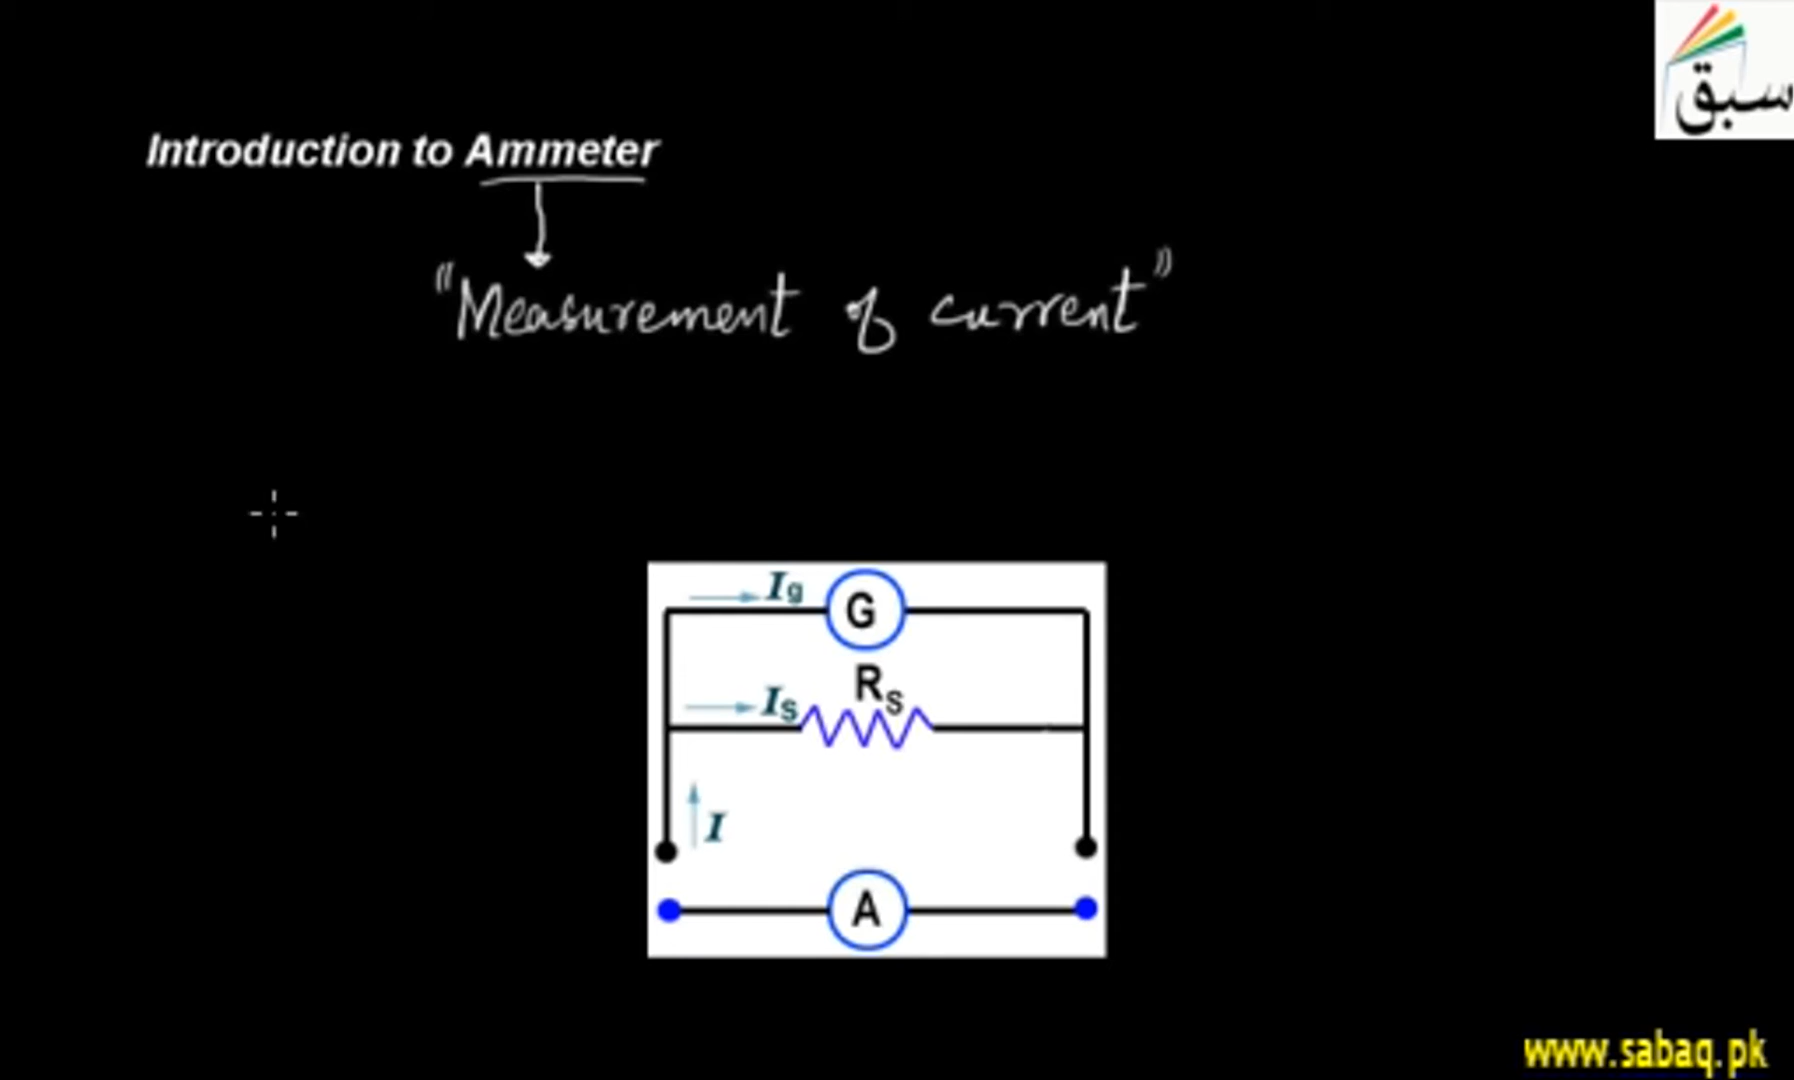 سبق
Introduction to Ammeter
"Measurement of current"
Ig
G
Rs
Is
I
A
www.sabaq.pk